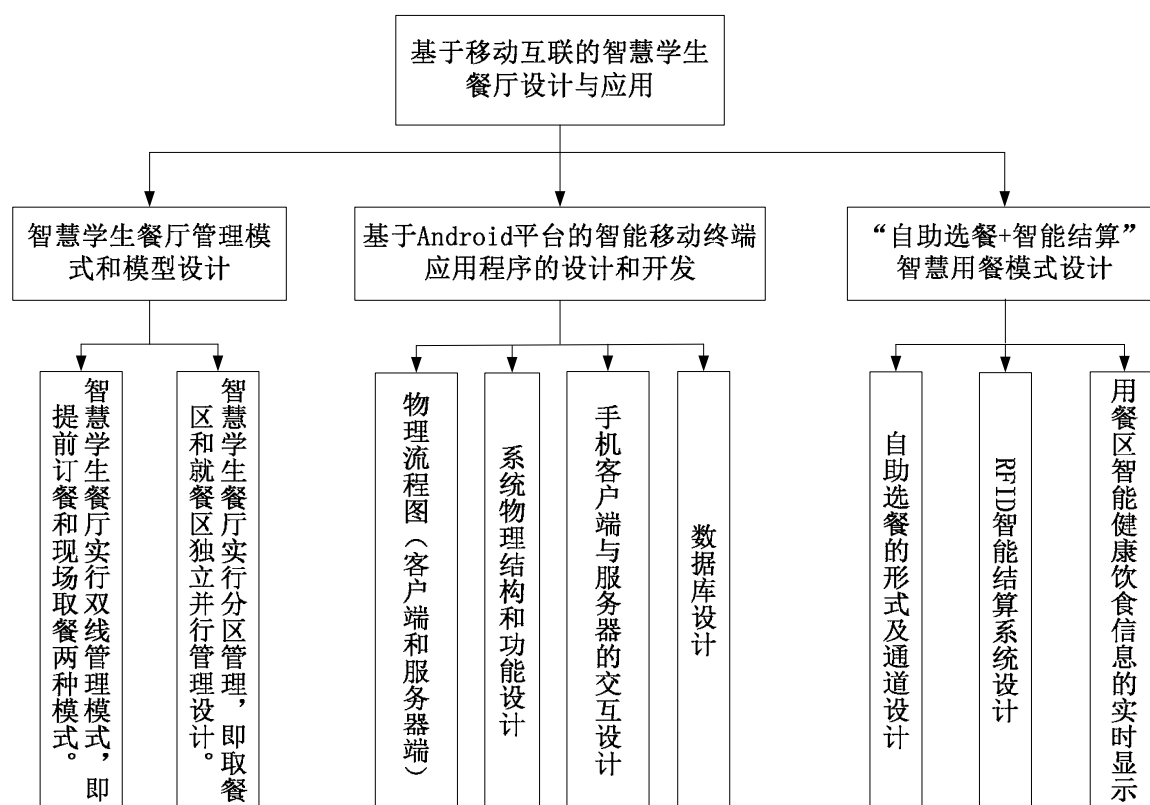 基于移动互联的智慧学生
餐厅设计与应用
智慧学生餐厅管理模
式和模型设计
基于Android平台的智能移动终端
应用程序的设计和开发
“自助选餐+智能结算”
智慧用餐模式设计
智慧学生餐厅实行双线管理模式，即
提前订餐和现场取餐两种模式。
智慧学生餐厅实行分区管理，即取餐
区和就餐区独立并行管理设计。
物理流程图（客户端和服务器端）
系统物理结构和功能设计
手机客户端与服务器的交互设计
数据库设计
自助选餐的形式及通道设计
RFID智能结算系统设计
用餐区智能健康饮食信息的实时显示